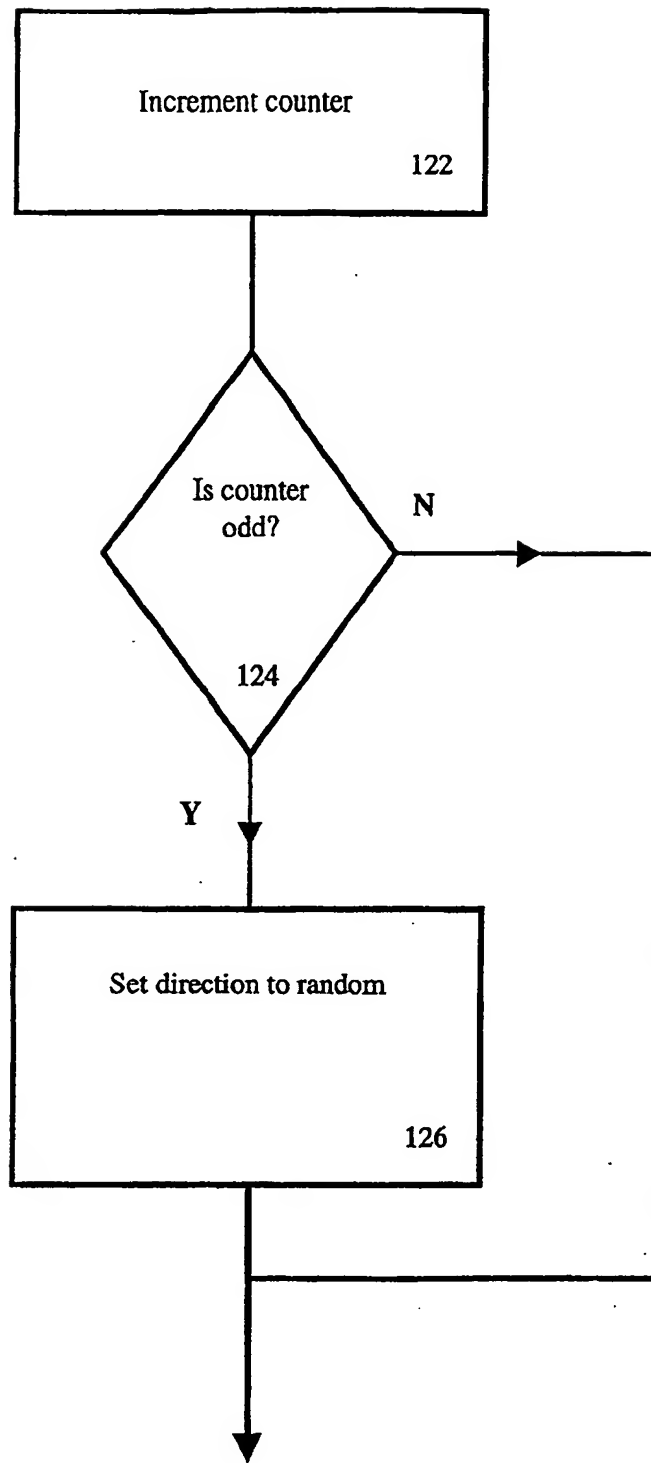 Increment counter
122
Is counter
odd?
N
124
Y
Set direction to random
126